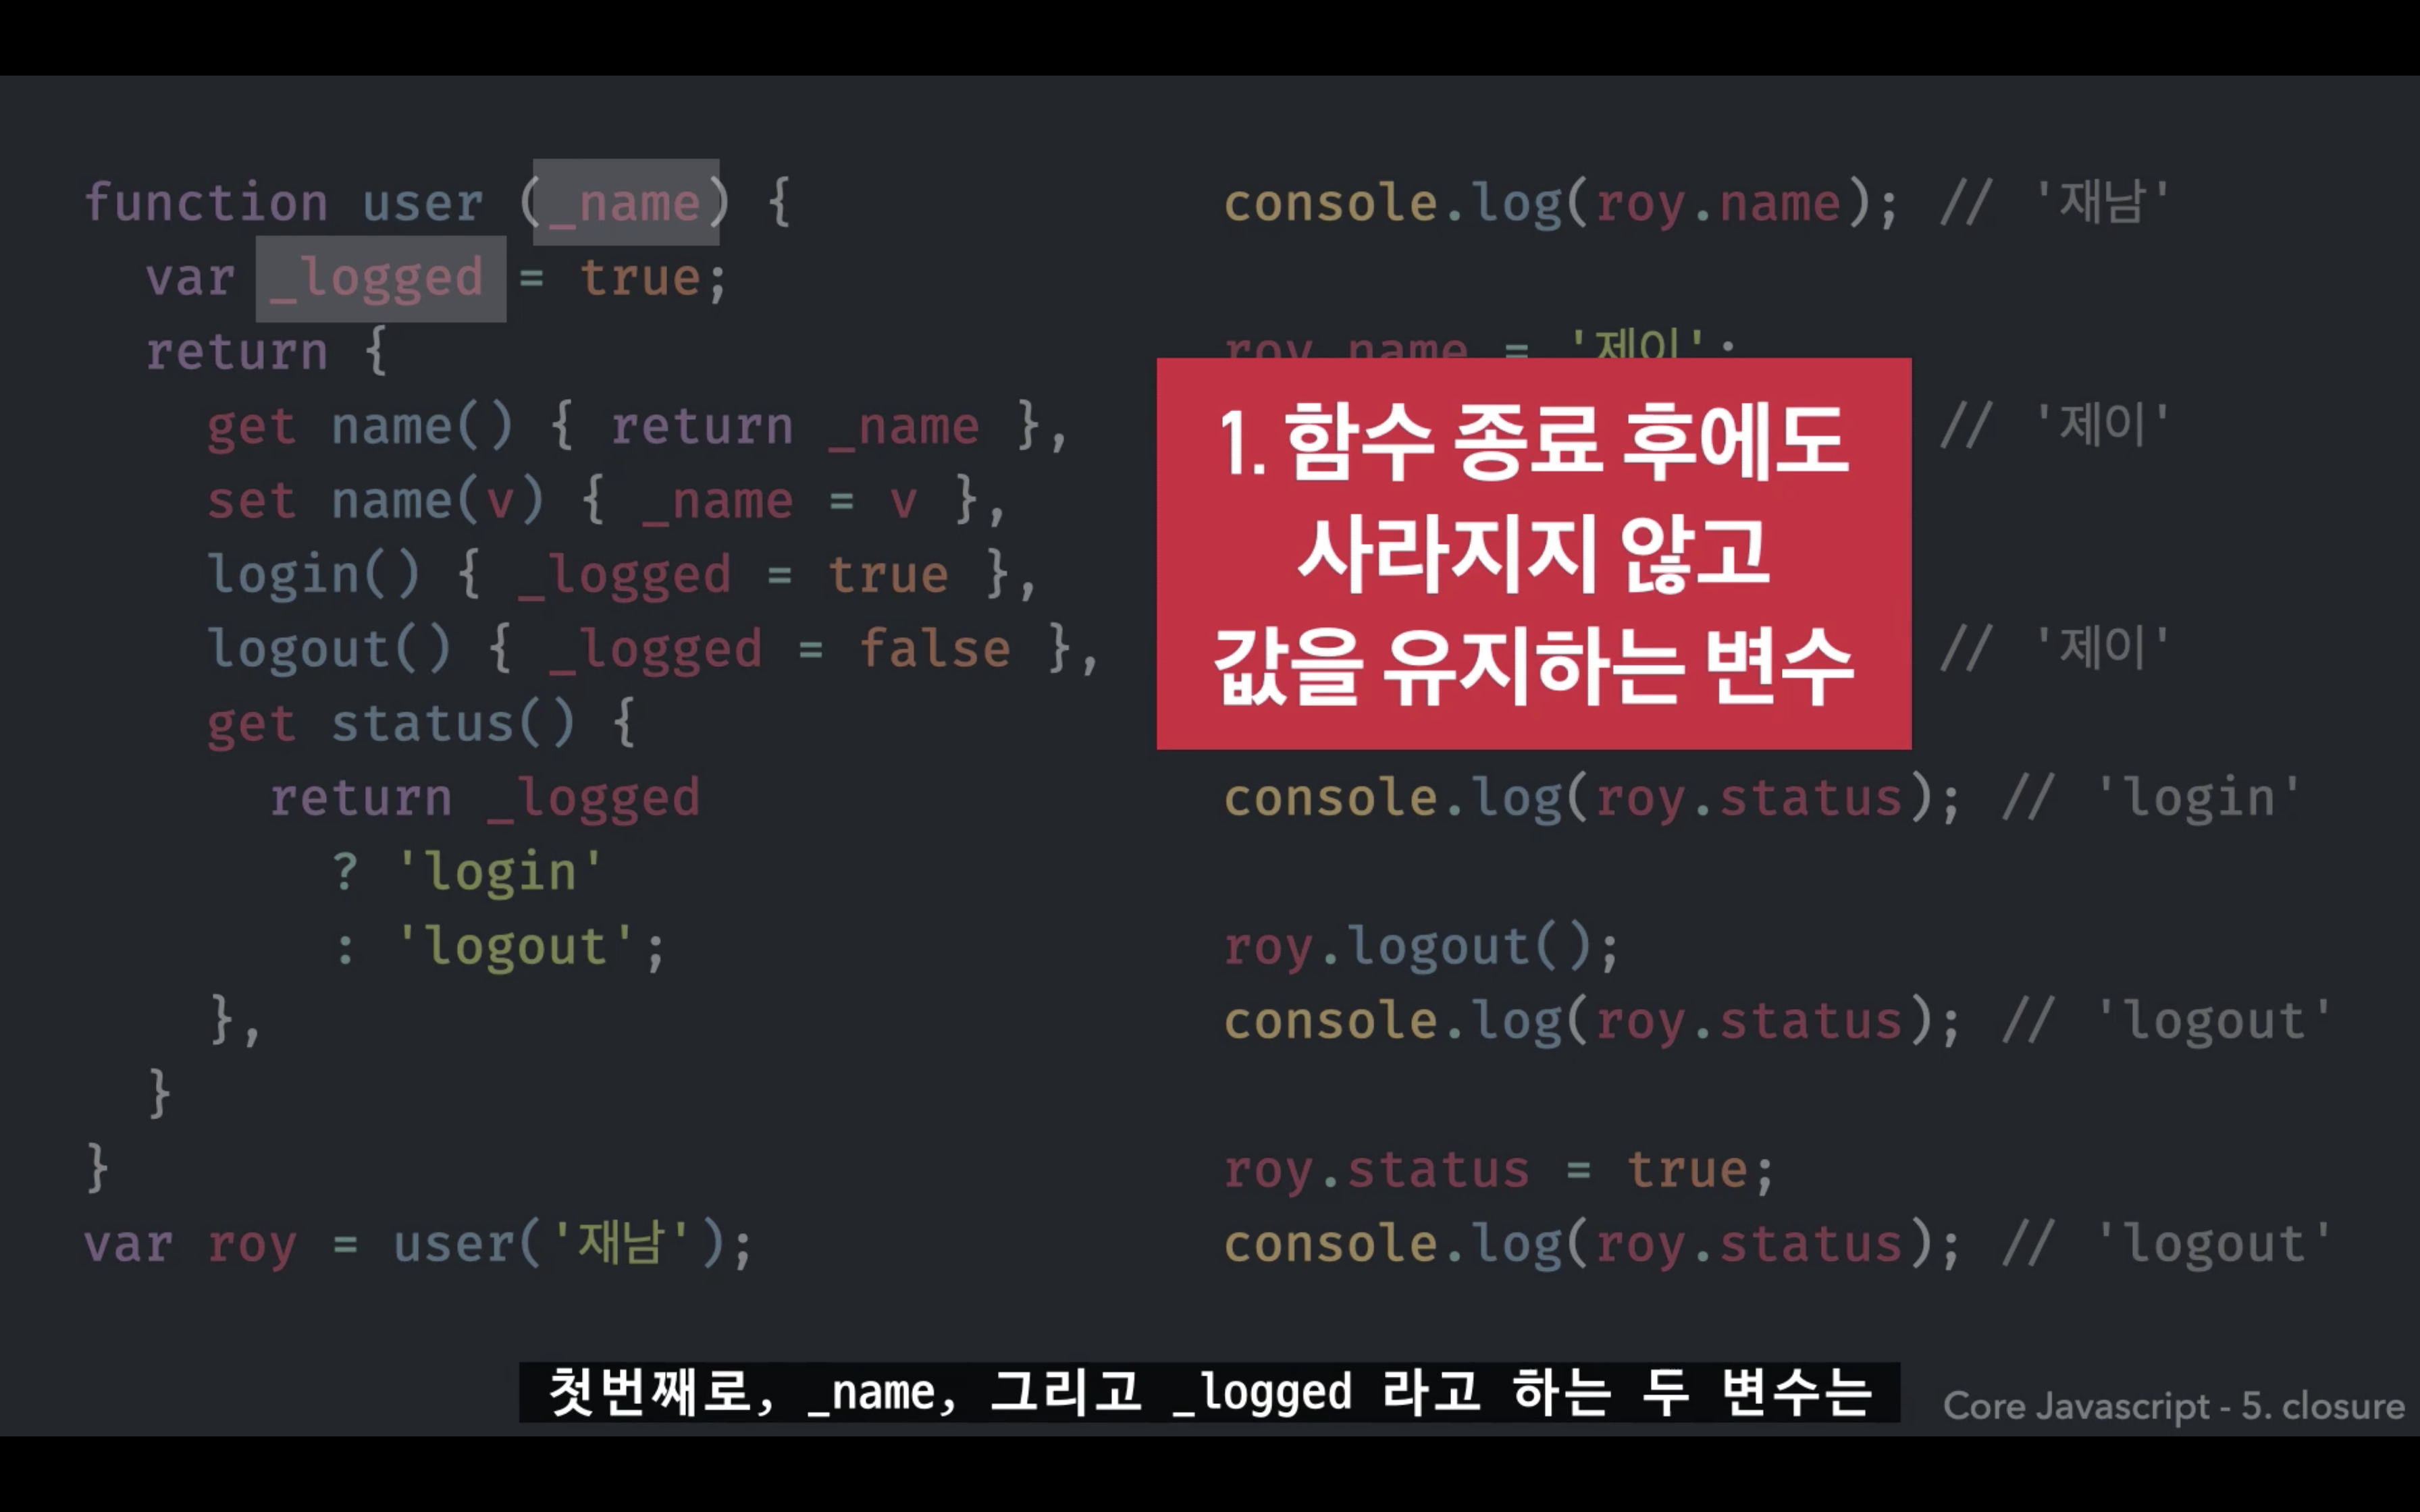 function user (_name) {
var _logged = true;
return {
get name() { return _name },
set name(v) { _name = v },
login() { _logged = true },
logout() { _logged = false },
get status() {
return _logged
? 'login'
: 'logout';
},
}
}
var roy = user('재남');
console.log(roy.name); // '재남'
roy name = '제이';
// '제이'
// '제이'
1. 함수 종료 후에도
사라지지 않고
값을 유지하는 변수
console.log(roy.status); // 'login'
roy.logout();
console.log(roy.status); // 'logout'
roy.status = true;
console.log(roy.status); // 'logout'
첫번째로, _name, 그리고 _logged 라고 하는 두 변수는
Core Javascript - 5. closure